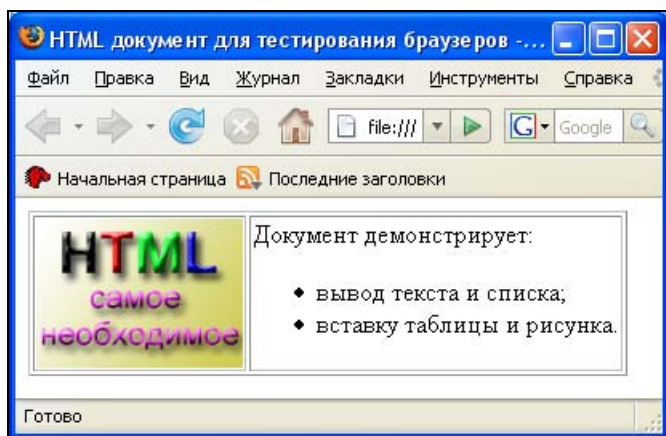 HTML документ для тестирования браузеров -...
Файл Правка Вид Журнал Закладки Инструменты Справка
file:/// G Google
Начальная страница Последние заголовки
HTML
самое
необходимое
Документ демонстрирует:
• вывод текста и списка;
• вставку таблицы и рисунка.
Готово